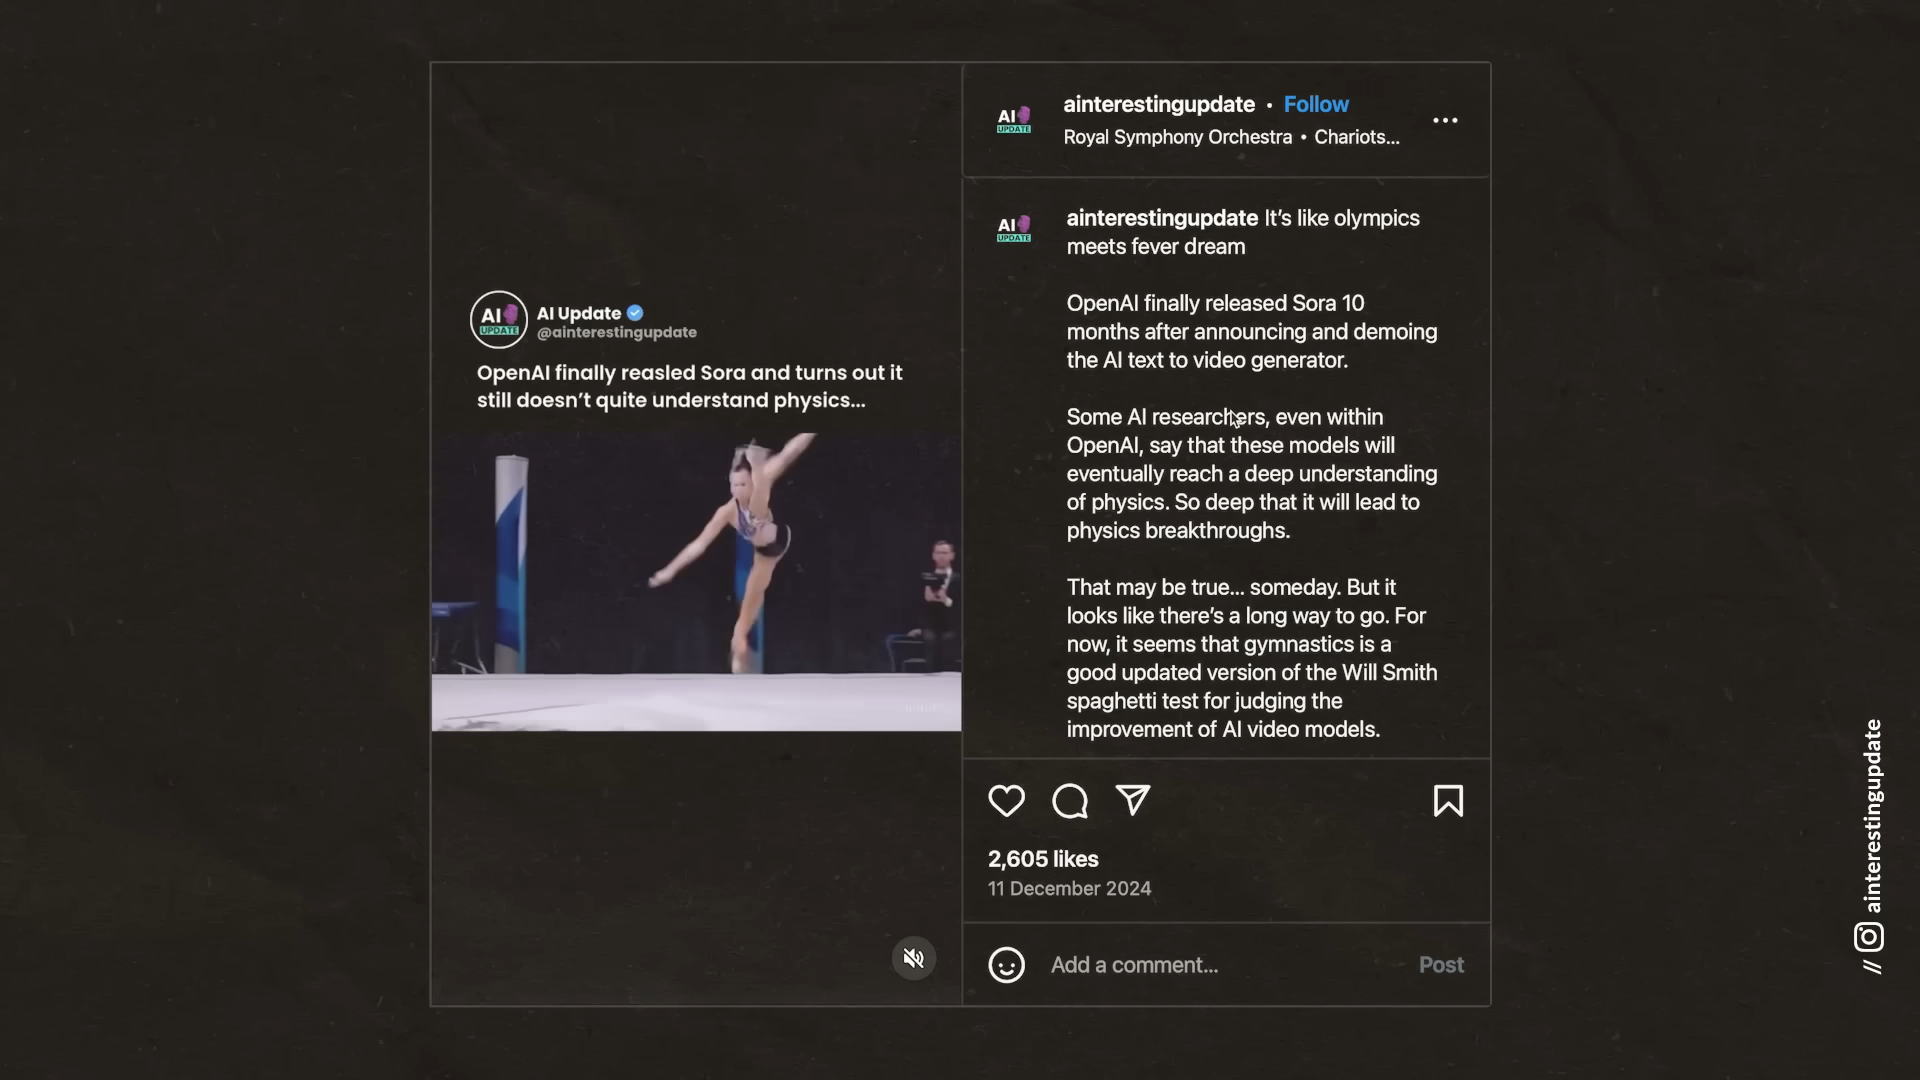 AI UPDATE
AI Update
@ainterestingupdate
OpenAI finally reasled Sora and turns out it
still doesn't quite understand physics...
AI UPDATE
ainterestingupdate • Follow
Royal Symphony Orchestra • Chariots...
AI UPDATE
ainterestingupdate It's like olympics
meets fever dream
OpenAI finally released Sora 10
months after announcing and demoing
the AI text to video generator.
Some AI researchers, even within
OpenAI, say that these models will
eventually reach a deep understanding
of physics. So deep that it will lead to
physics breakthroughs.
That may be true... someday. But it
looks like there's a long way to go. For
now, it seems that gymnastics is a
good updated version of the Will Smith
spaghetti test for judging the
improvement of AI video models.
2,605 likes
11 December 2024
Add a comment...
Post
// ainterestingupdate